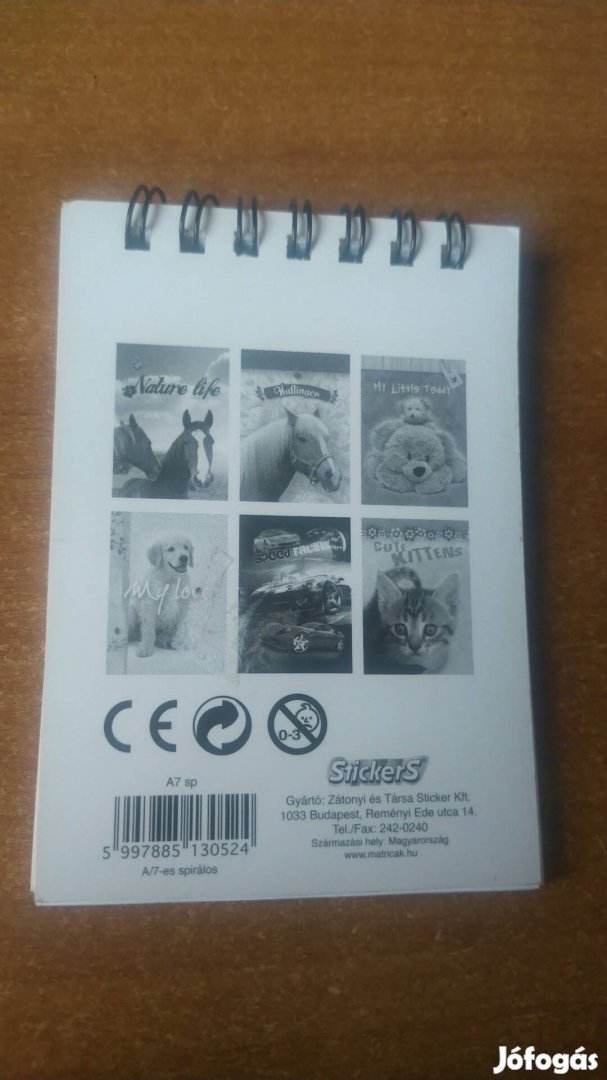 Nature life
Haflinger
MY LITTLE TEDDY
My love
speed racing
CUTE
KITTENS
CE
0-3
StickerS
A7 sp
Gyártó: Zátonyi és Társa Sticker Kft.
1033 Budapest, Reményi Ede utca 14.
Tel./Fax: 242-0240
Származási hely: Magyarország
www.matricak.hu
5 997885 130524
A/7-es spirálos
Jófogás